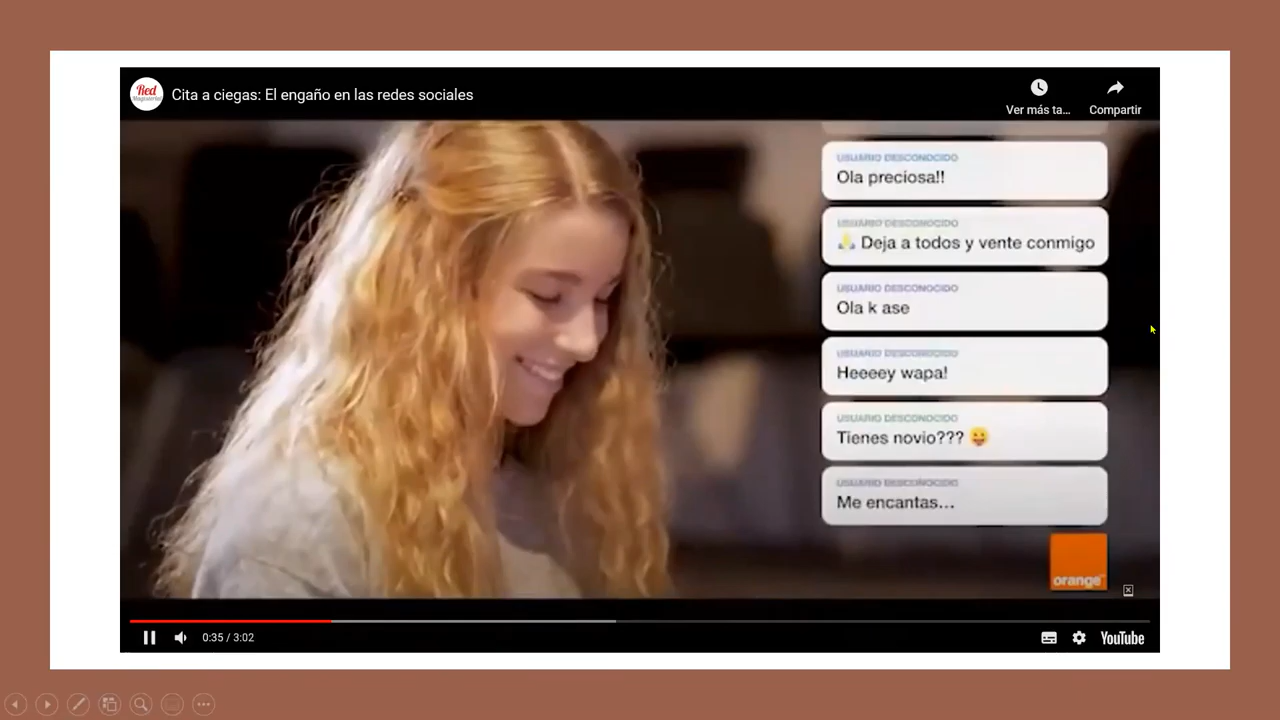 Red
Magisterial
Cita a ciegas: El engaño en las redes sociales
Ver más ta...
Compartir
USUARIO DESCONOCIDO
Ola preciosa!!
USUARIO DESCONOCIDO
🙏 Deja a todos y vente conmigo
USUARIO DESCONOCIDO
Ola k ase
USUARIO DESCONOCIDO
Heeeey wapa!
USUARIO DESCONOCIDO
Tienes novio??? 😛
USUARIO DESCONOCIDO
Me encantas...
orange™
0:35 / 3:02
YouTube